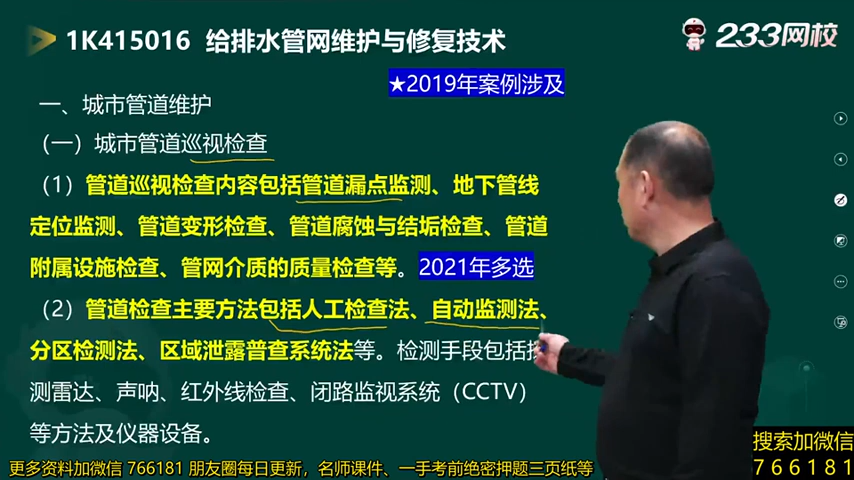 1K415016 给排水管网维护与修复技术
233网校
★2019年案例涉及
一、城市管道维护
（一）城市管道巡视检查
（1）管道巡视检查内容包括管道漏点监测、地下管线
定位监测、管道变形检查、管道腐蚀与结垢检查、管道
附属设施检查、管网介质的质量检查等。2021年多选
（2）管道检查主要方法包括人工检查法、自动监测法、
分区检测法、区域泄露普查系统法等。检测手段包括
测雷达、声呐、红外线检查、闭路监视系统（CCTV）
等方法及仪器设备。
搜索加微信
766181
更多资料加微信 766181 朋友圈每日更新，名师课件、一手考前绝密押题三页纸等